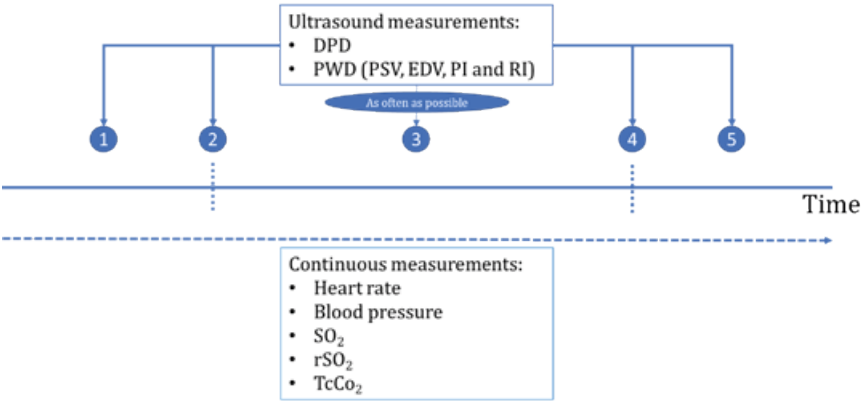 Ultrasound measurements:
• DPD
• PWD (PSV, EDV, PI and RI)
As often as possible
1 2 3 4 5
Time
Continuous measurements:
• Heart rate
• Blood pressure
• SO₂
• rSO₂
• TcCo₂